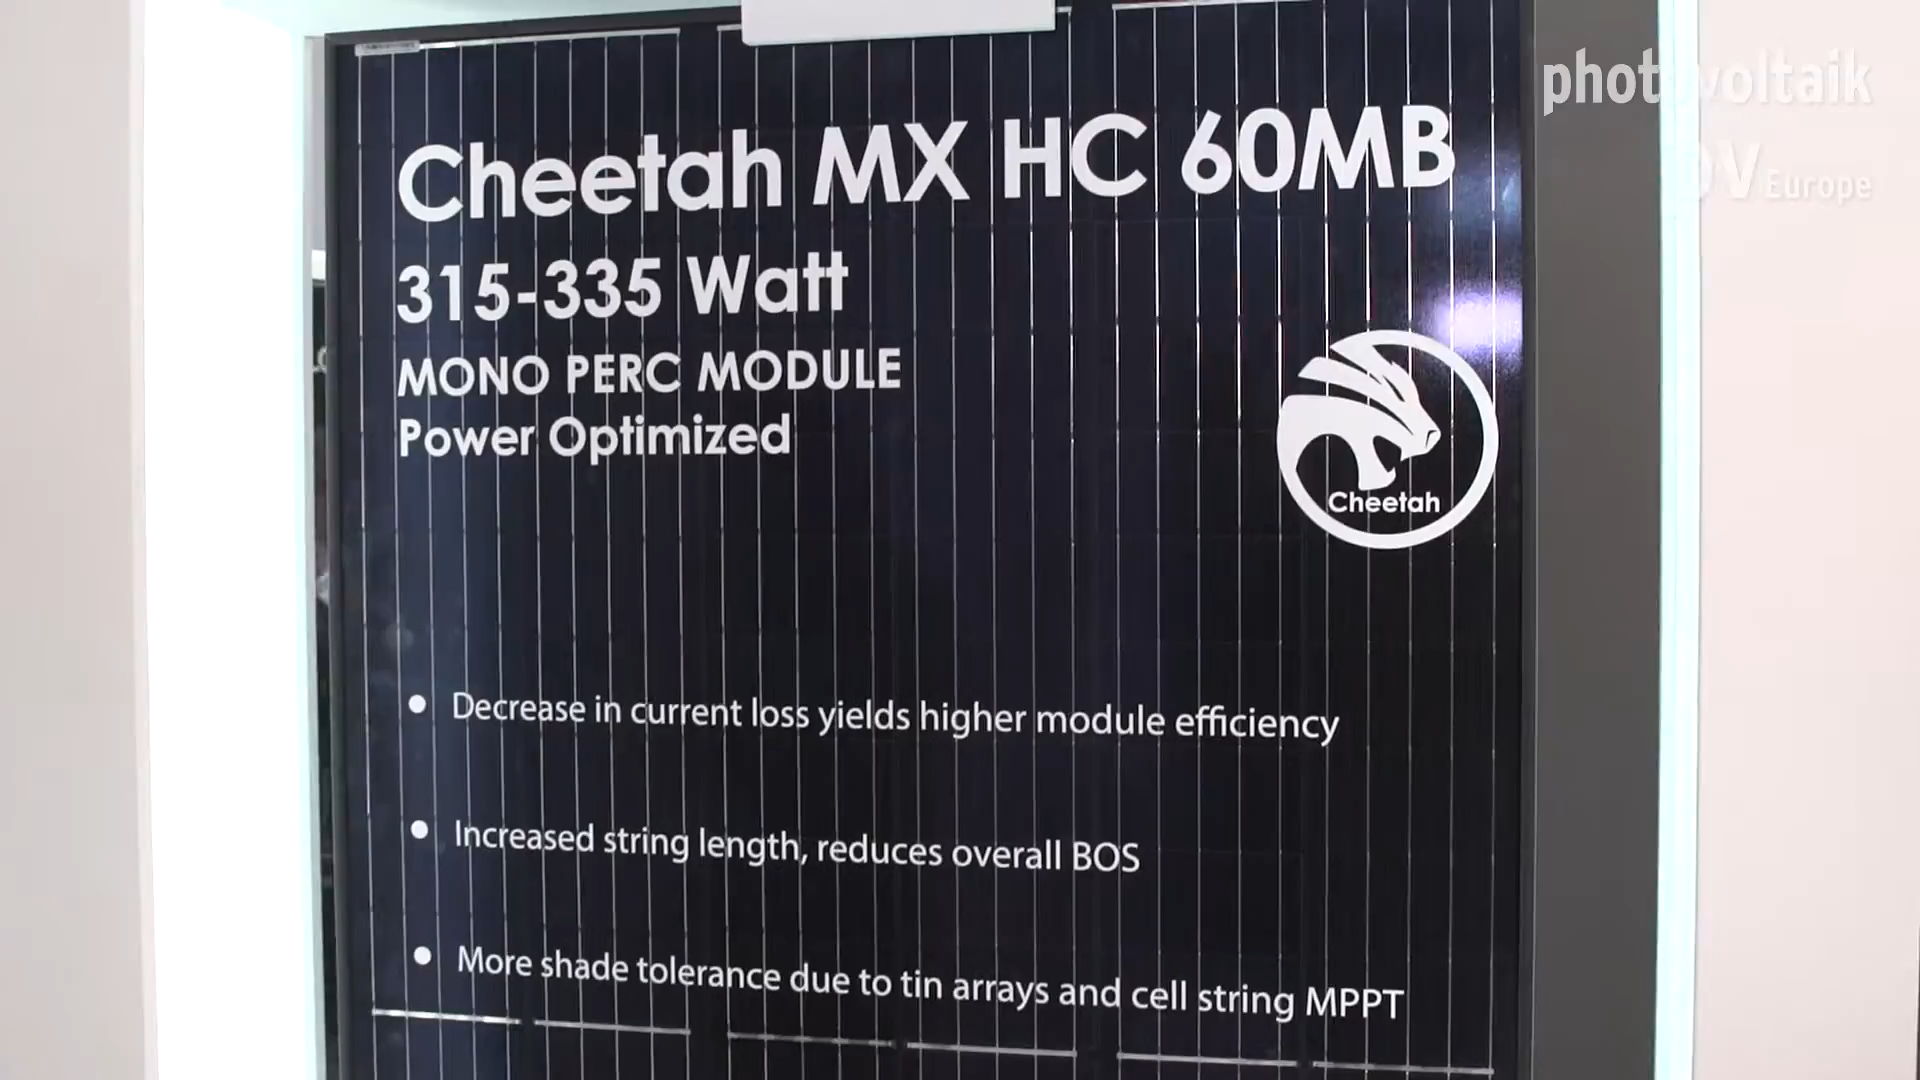 Cheetah MX HC 60MB
315-335 Watt
MONO PERC MODULE
Power Optimized
Cheetah
• Decrease in current loss yields higher module efficiency
• Increased string length, reduces overall BOS
• More shade tolerance due to tin arrays and cell string MPPT
photovoltaik
pv Europe